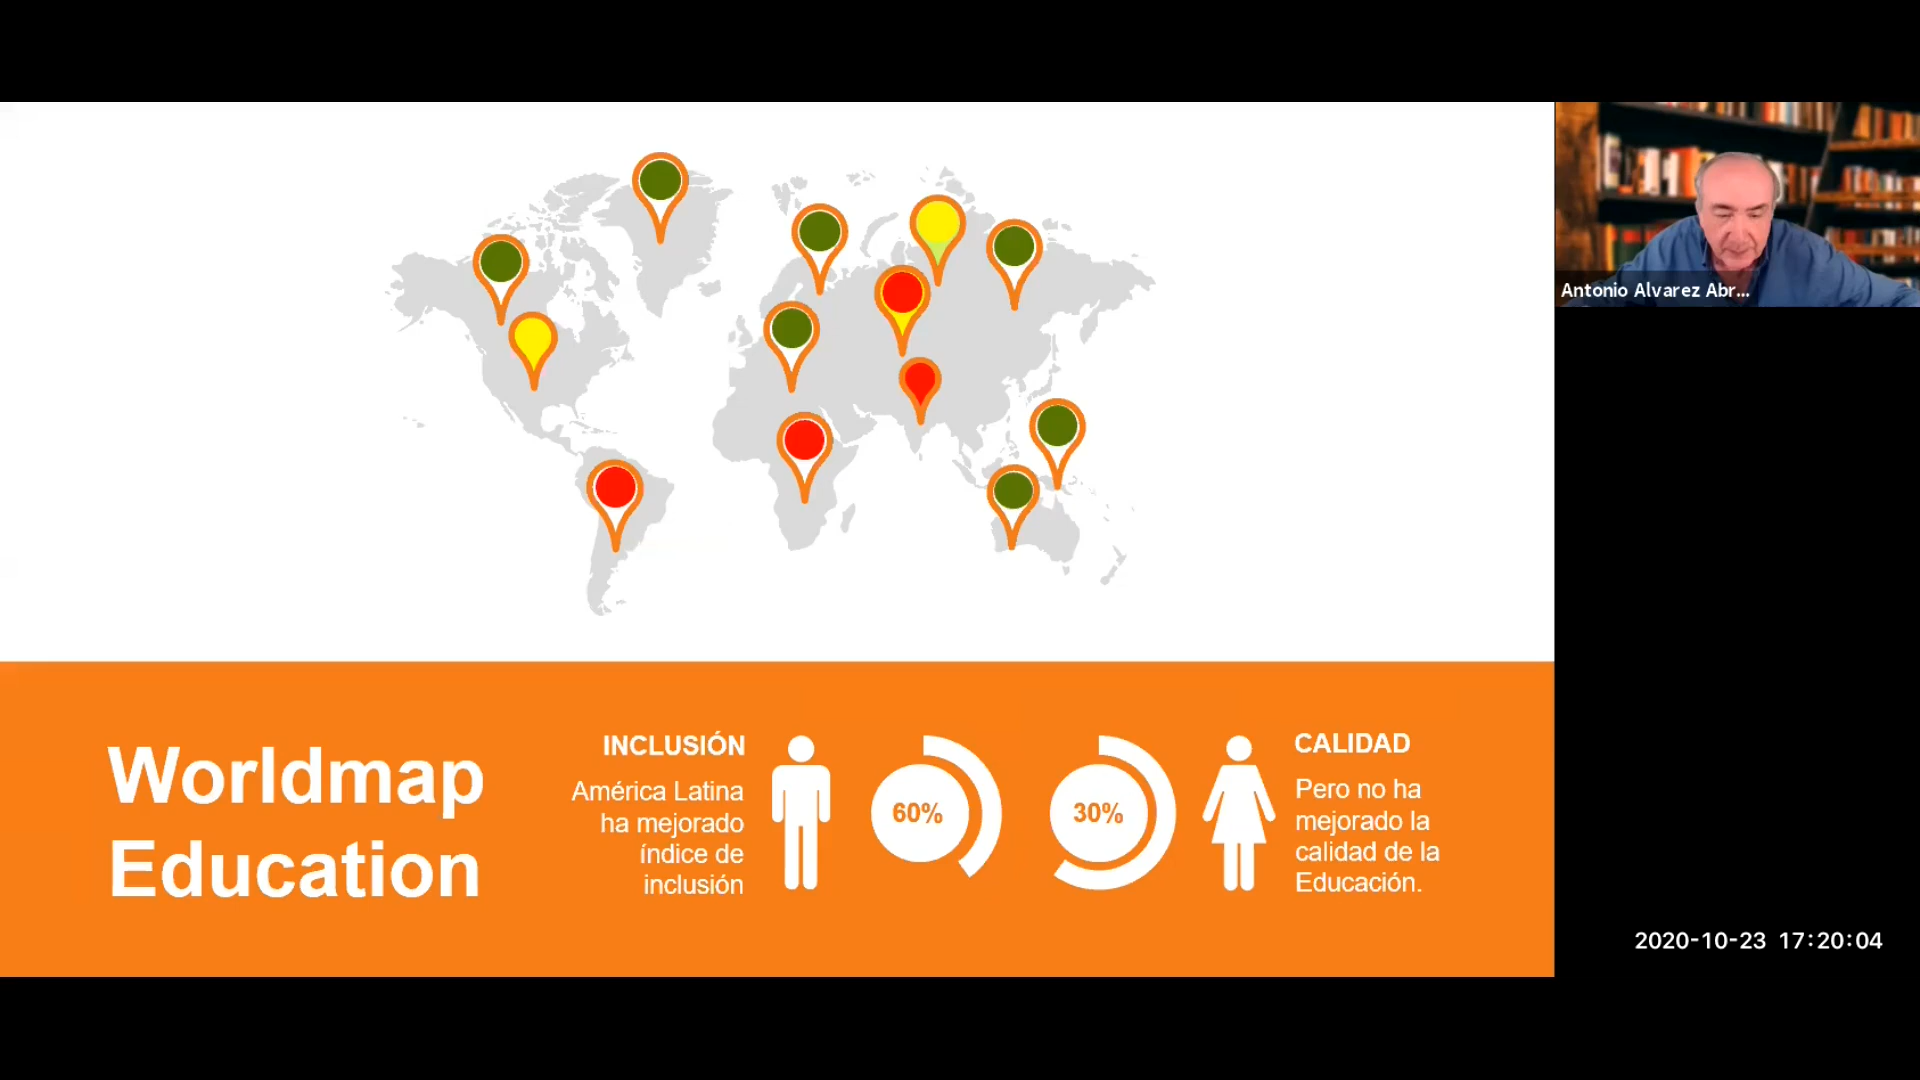 Antonio Alvarez Abr...
Worldmap
Education
INCLUSIÓN
América Latina
ha mejorado
índice de
inclusión
60%
30%
CALIDAD
Pero no ha
mejorado la
calidad de la
Educación.
2020-10-23 17:20:04